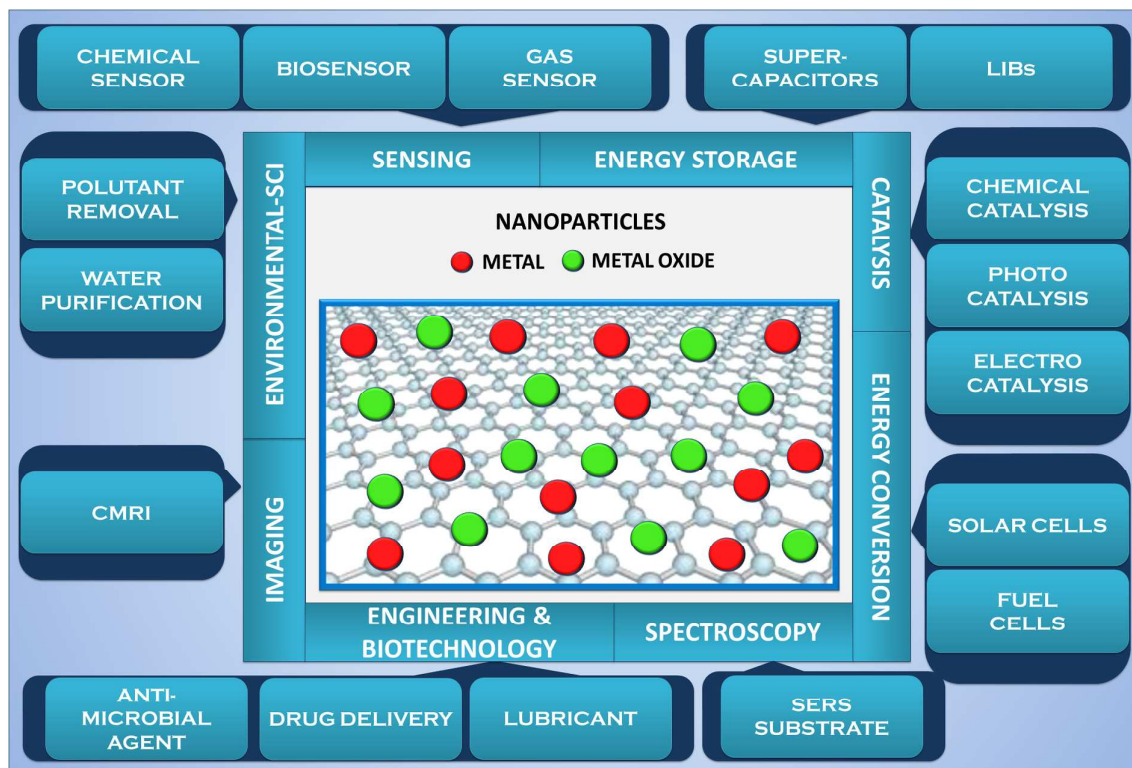 CHEMICAL
SENSOR
BIOSENSOR
GAS
SENSOR
SUPER-
CAPACITORS
LIBs
POLUTANT
REMOVAL
WATER
PURIFICATION
ENVIRONMENTAL-SCI
SENSING
ENERGY STORAGE
CATALYSIS
CHEMICAL
CATALYSIS
PHOTO
CATALYSIS
ELECTRO
CATALYSIS
NANOPARTICLES
METAL
METAL OXIDE
CMRI
IMAGING
ENERGY CONVERSION
SOLAR CELLS
FUEL
CELLS
ENGINEERING &
BIOTECHNOLOGY
SPECTROSCOPY
ANTI-
MICROBIAL
AGENT
DRUG DELIVERY
LUBRICANT
SERS
SUBSTRATE